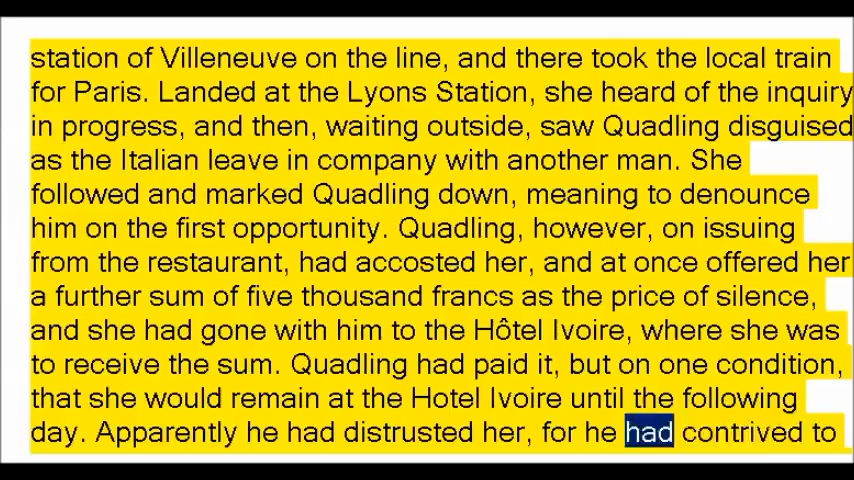 station of Villeneuve on the line, and there took the local train
for Paris. Landed at the Lyons Station, she heard of the inquiry
in progress, and then, waiting outside, saw Quadling disguised
as the Italian leave in company with another man. She
followed and marked Quadling down, meaning to denounce
him on the first opportunity. Quadling, however, on issuing
from the restaurant, had accosted her, and at once offered her
a further sum of five thousand francs as the price of silence,
and she had gone with him to the Hôtel Ivoire, where she was
to receive the sum. Quadling had paid it, but on one condition,
that she would remain at the Hotel Ivoire until the following
day. Apparently he had distrusted her, for he had contrived to